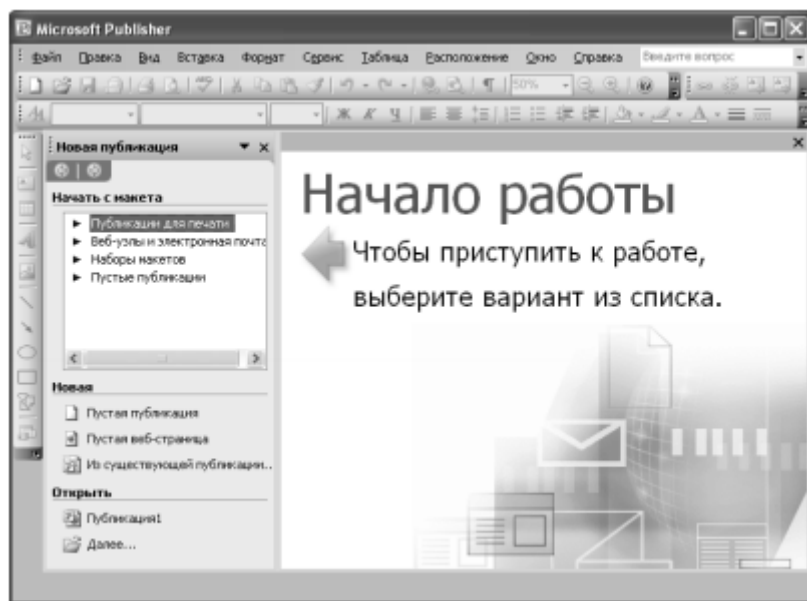 Microsoft Publisher
Файл Правка Вид Вставка Формат Сервис Таблица Расположение Окно Справка Введите вопрос
50%
Ж К Ч
Новая публикация
Начать с макета
Публикации для печати
Веб-узлы и электронная почта
Наборы макетов
Пустые публикации
Новая
Пустая публикация
Пустая веб-страница
Из существующей публикации...
Открыть
Публикация1
Далее...
Начало работы
Чтобы приступить к работе,
выберите вариант из списка.